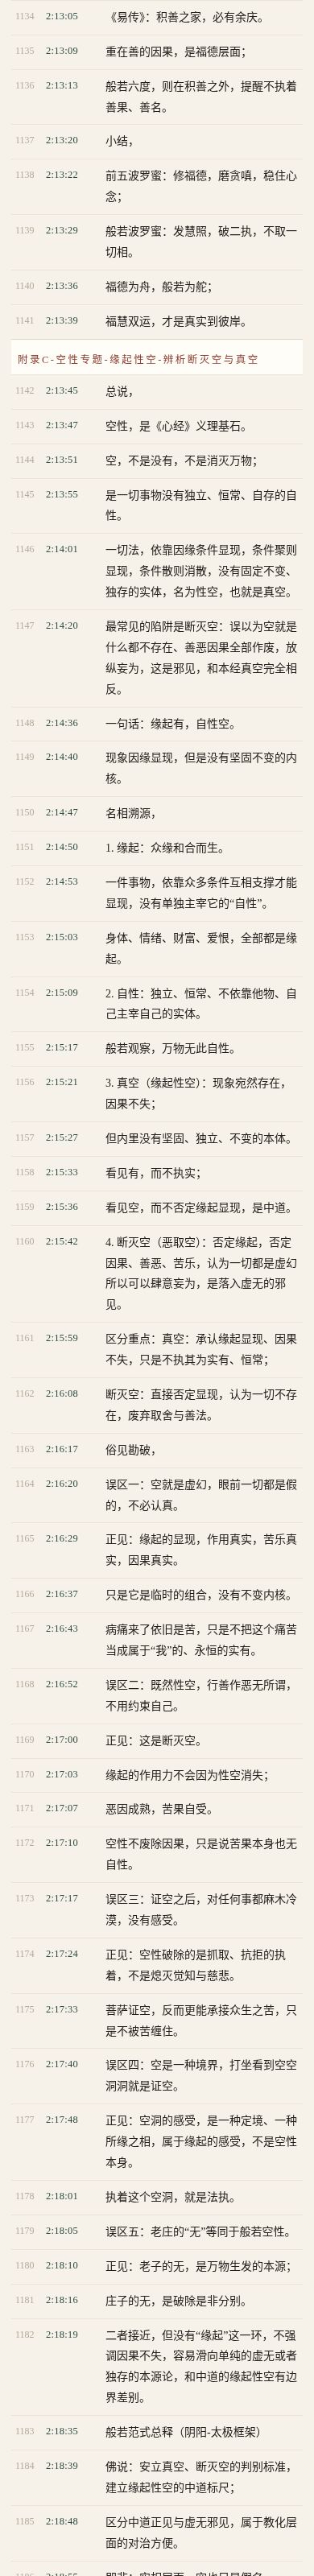 1134 2:13:05 《易传》：积善之家，必有余庆。
1135 2:13:09 重在善的因果，是福德层面；
1136 2:13:13 般若六度，则在积善之外，提醒不执着
善果、善名。
1137 2:13:20 小结，
1138 2:13:22 前五波罗蜜：修福德，磨贪嗔，稳住心
念；
1139 2:13:29 般若波罗蜜：发慧照，破二执，不取一
切相。
1140 2:13:36 福德为舟，般若为舵；
1141 2:13:39 福慧双运，才是真实到彼岸。
附录C-空性专题-缘起性空-辨析断灭空与真空
1142 2:13:45 总说，
1143 2:13:47 空性，是《心经》义理基石。
1144 2:13:51 空，不是没有，不是消灭万物；
1145 2:13:55 是一切事物没有独立、恒常、自存的自
性。
1146 2:14:01 一切法，依靠因缘条件显现，条件聚则
显现，条件散则消散，没有固定不变、
独存的实体，名为性空，也就是真空。
1147 2:14:20 最常见的陷阱是断灭空：误以为空就是
什么都不存在、善恶因果全部作废，放
纵妄为，这是邪见，和本经真空完全相
反。
1148 2:14:36 一句话：缘起有，自性空。
1149 2:14:40 现象因缘显现，但是没有坚固不变的内
核。
1150 2:14:47 名相溯源，
1151 2:14:50 1. 缘起：众缘和合而生。
1152 2:14:53 一件事物，依靠众多条件互相支撑才能
显现，没有单独主宰它的“自性”。
1153 2:15:03 身体、情绪、财富、爱恨，全部都是缘
起。
1154 2:15:09 2. 自性：独立、恒常、不依靠他物、自
己主宰自己的实体。
1155 2:15:17 般若观察，万物无此自性。
1156 2:15:21 3. 真空（缘起性空）：现象宛然存在，
因果不失；
1157 2:15:27 但内里没有坚固、独立、不变的本体。
1158 2:15:33 看见有，而不执实；
1159 2:15:36 看见空，而不否定缘起显现，是中道。
1160 2:15:42 4. 断灭空（恶取空）：否定缘起，否定
因果、善恶、苦乐，认为一切都是虚幻
所以可以肆意妄为，是落入虚无的邪
见。
1161 2:15:59 区分重点：真空：承认缘起显现、因果
不失，只是不执其为实有、恒常；
1162 2:16:08 断灭空：直接否定显现，认为一切不存
在，废弃取舍与善法。
1163 2:16:17 俗见勘破，
1164 2:16:20 误区一：空就是虚幻，眼前一切都是假
的，不必认真。
1165 2:16:29 正见：缘起的显现，作用真实，苦乐真
实，因果真实。
1166 2:16:37 只是它是临时的组合，没有不变内核。
1167 2:16:43 病痛来了依旧是苦，只是不把这个痛苦
当成属于“我”的、永恒的实有。
1168 2:16:52 误区二：既然性空，行善作恶无所谓，
不用约束自己。
1169 2:17:00 正见：这是断灭空。
1170 2:17:03 缘起的作用力不会因为性空消失；
1171 2:17:07 恶因成熟，苦果自受。
1172 2:17:10 空性不废除因果，只是说苦果本身也无
自性。
1173 2:17:17 误区三：证空之后，对任何事都麻木冷
漠，没有感受。
1174 2:17:24 正见：空性破除的是抓取、抗拒的执
着，不是熄灭觉知与慈悲。
1175 2:17:33 菩萨证空，反而更能承接众生之苦，只
是不被苦缠住。
1176 2:17:40 误区四：空是一种境界，打坐看到空空
洞洞就是证空。
1177 2:17:48 正见：空洞的感受，是一种定境、一种
所缘之相，属于缘起的感受，不是空性
本身。
1178 2:18:01 执着这个空洞，就是法执。
1179 2:18:05 误区五：老庄的“无”等同于般若空性。
1180 2:18:10 正见：老子的无，是万物生发的本源；
1181 2:18:16 庄子的无，是破除是非分别。
1182 2:18:19 二者接近，但没有“缘起”这一环，不强
调因果不失，容易滑向单纯的虚无或者
独存的本源论，和中道的缘起性空有边
界差别。
1183 2:18:35 般若范式总释（阴阳-太极框架）
1184 2:18:39 佛说：安立真空、断灭空的判别标准，
建立缘起性空的中道标尺；
1185 2:18:48 区分中道正见与虚无邪见，属于教化层
面的对治方便。